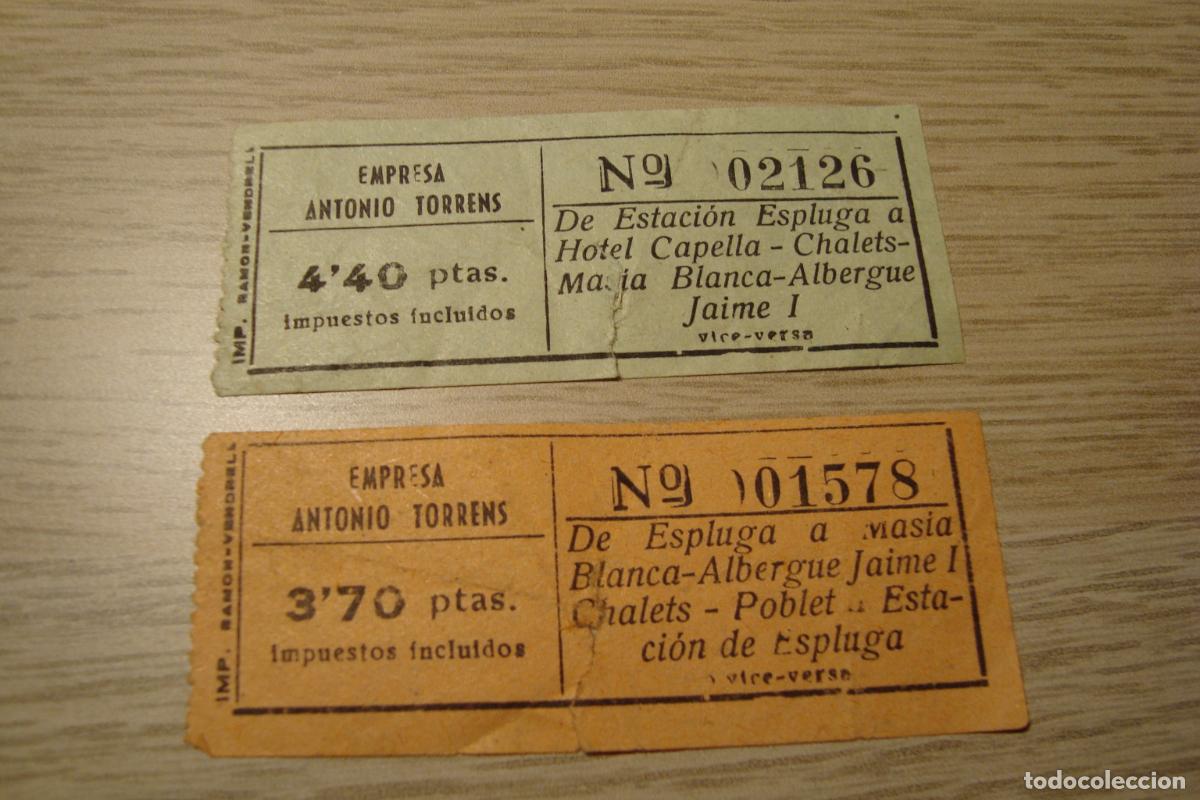 IMP. RAMON-VENDRELL
EMPRESA
ANTONIO TORRENS
4'40 ptas.
impuestos incluidos
Nº 02126
De Estación Espluga a
Hotel Capella - Chalets-
Masia Blanca-Albergue
Jaime I
vice-versa
IMP. RAMON-VENDRELL
EMPRESA
ANTONIO TORRENS
3'70 ptas.
impuestos incluidos
Nº 001578
De Espluga a Masia
Blanca-Albergue Jaime I
Chalets - Poblet Esta-
ción de Espluga
vice-versa
todocoleccion